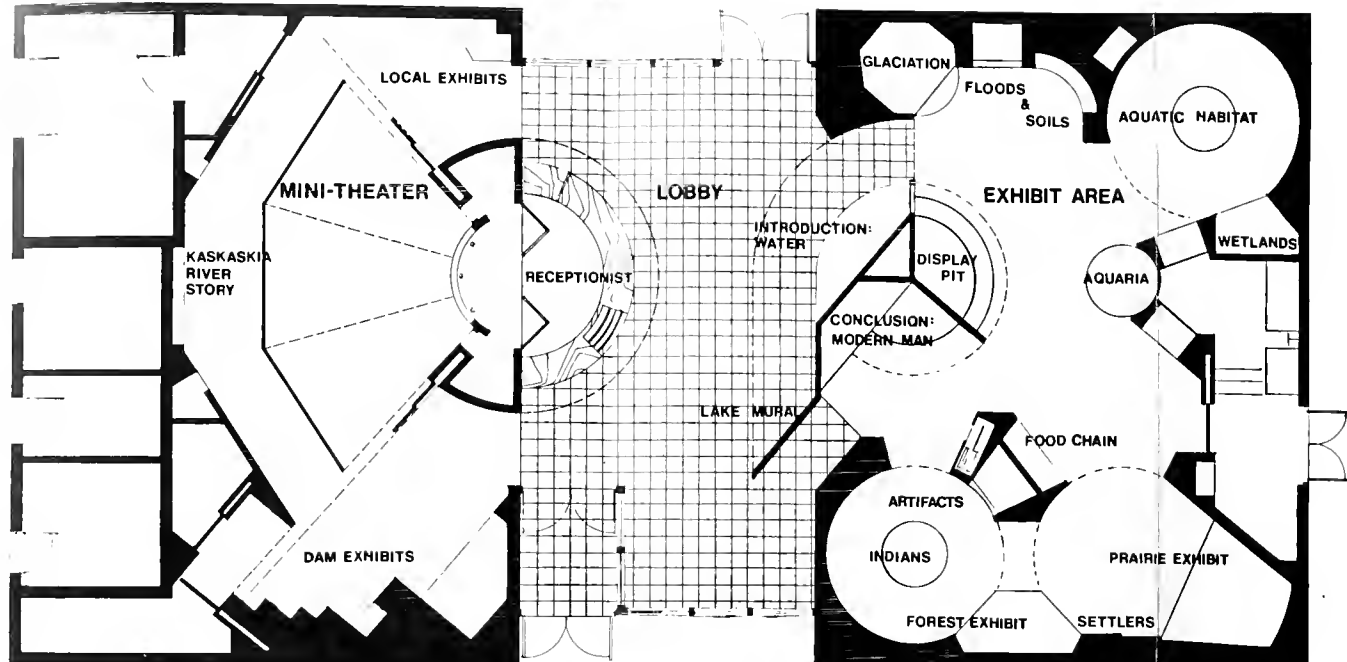 LOCAL EXHIBITS
MINI-THEATER
KASKASKIA
RIVER
STORY
DAM EXHIBITS
RECEPTIONIST
LOBBY
LAKE MURAL
INTRODUCTION:
WATER
DISPLAY
PIT
CONCLUSION:
MODERN MAN
GLACIATION
FLOODS
&
SOILS
AQUATIC HABITAT
EXHIBIT AREA
WETLANDS
AQUARIA
FOOD CHAIN
ARTIFACTS
INDIANS
PRAIRIE EXHIBIT
FOREST EXHIBIT
SETTLERS